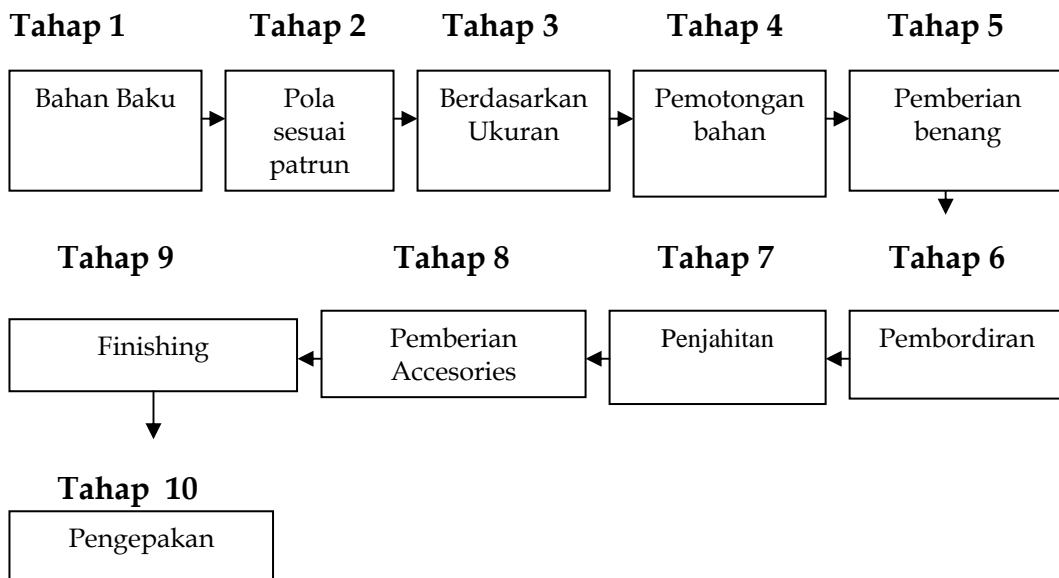 Tahap 1
Tahap 2
Tahap 3
Tahap 4
Tahap 5
Bahan Baku
Pola
sesuai
patrun
Berdasarkan
Ukuran
Pemotongan
bahan
Pemberian
benang
Tahap 9
Tahap 8
Tahap 7
Tahap 6
Finishing
Pemberian
Accesories
Penjahitan
Pembordiran
Tahap 10
Pengepakan